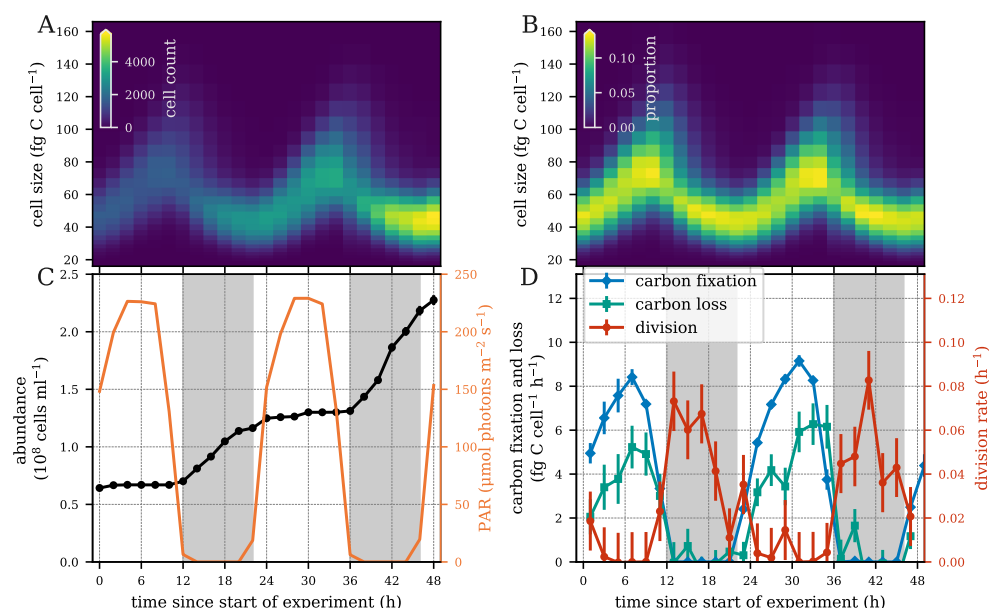 A
160
140
120
100
80
60
40
20
cell size (fg C cell⁻¹)
4000
2000
0
cell count
B
160
140
120
100
80
60
40
20
cell size (fg C cell⁻¹)
0.10
0.05
0.00
proportion
C
2.5
2.0
1.5
1.0
0.5
0.0
abundance
(10⁸ cells ml⁻¹)
250
200
150
100
50
0
PAR (μmol photons m⁻² s⁻¹)
0 6 12 18 24 30 36 42 48
time since start of experiment (h)
D
carbon fixation
carbon loss
division
12
10
8
6
4
2
0
carbon fixation and loss
(fg C cell⁻¹ h⁻¹)
0.12
0.10
0.08
0.06
0.04
0.02
0.00
division rate (h⁻¹)
0 6 12 18 24 30 36 42 48
time since start of experiment (h)